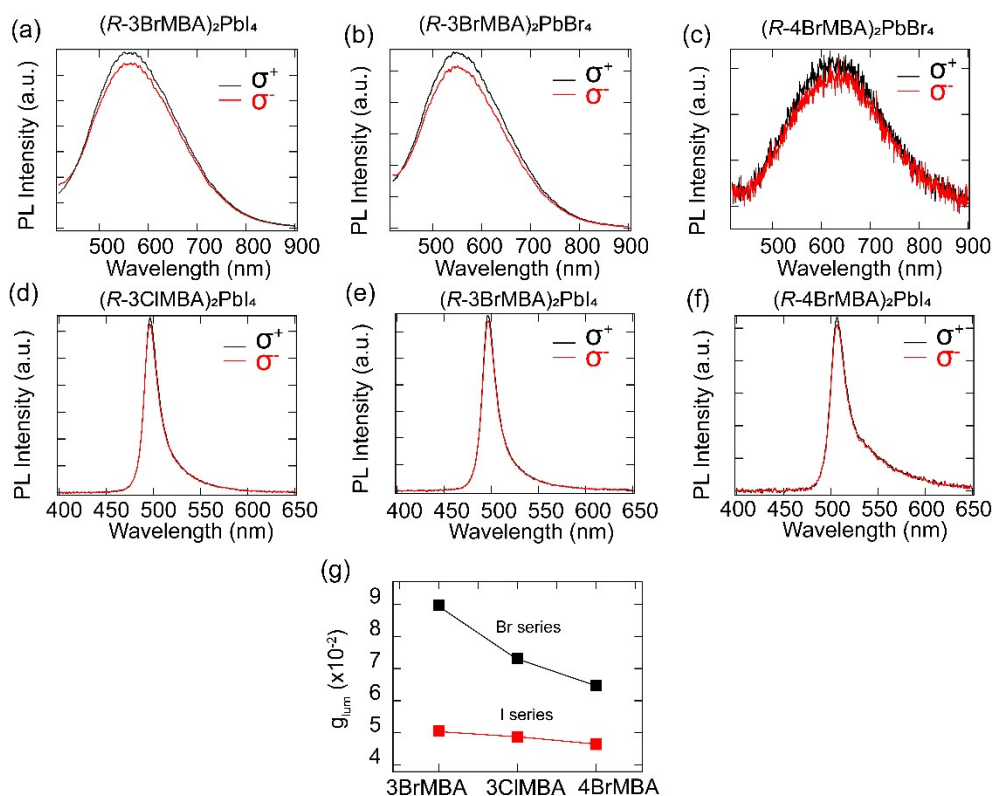 (a) (R-3BrMBA)₂PbI₄
PL Intensity (a.u.)
σ⁺
σ⁻
500 600 700 800 900
Wavelength (nm)
(b) (R-3BrMBA)₂PbBr₄
PL Intensity (a.u.)
σ⁺
σ⁻
500 600 700 800 900
Wavelength (nm)
(c) (R-4BrMBA)₂PbBr₄
PL Intensity (a.u.)
σ⁺
σ⁻
500 600 700 800 900
Wavelength (nm)
(d) (R-3ClMBA)₂PbI₄
PL Intensity (a.u.)
σ⁺
σ⁻
400 450 500 550 600 650
Wavelength (nm)
(e) (R-3BrMBA)₂PbI₄
PL Intensity (a.u.)
σ⁺
σ⁻
400 450 500 550 600 650
Wavelength (nm)
(f) (R-4BrMBA)₂PbI₄
PL Intensity (a.u.)
σ⁺
σ⁻
400 450 500 550 600 650
Wavelength (nm)
(g)
g_lum (x10⁻²)
9
8
7
6
5
4
Br series
I series
3BrMBA 3ClMBA 4BrMBA